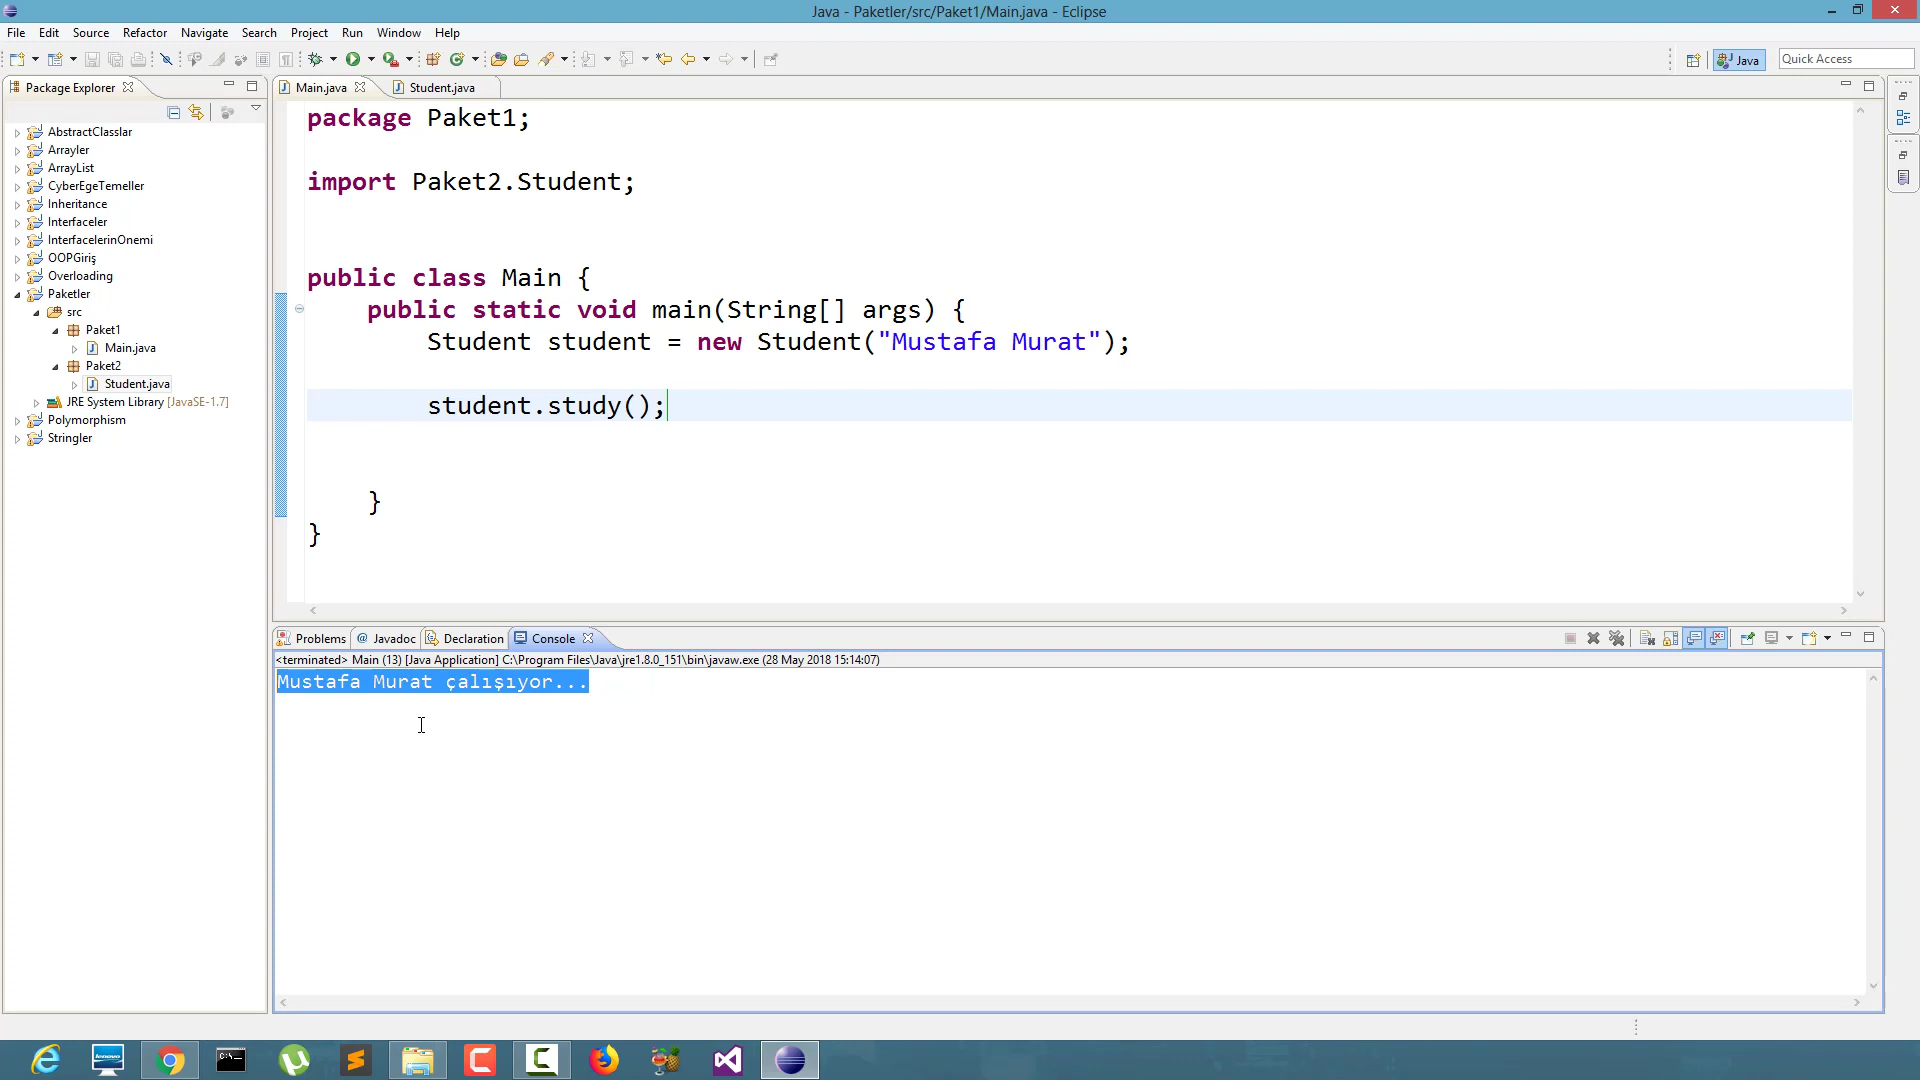 Java - Paketler/src/Paket1/Main.java - Eclipse
File Edit Source Refactor Navigate Search Project Run Window Help
Java
Quick Access
Package Explorer
Main.java
Student.java
AbstractClasslar
Arrayler
ArrayList
CyberEgeTemeller
Inheritance
Interfaceler
InterfacelerinOnemi
OOPGiriş
Overloading
Paketler
src
Paket1
Main.java
Paket2
Student.java
JRE System Library [JavaSE-1.7]
Polymorphism
Stringler
package Paket1;
import Paket2.Student;
public class Main {
public static void main(String[] args) {
Student student = new Student("Mustafa Murat");
student.study();
}
}
Problems @ Javadoc Declaration Console
<terminated> Main (13) [Java Application] C:\Program Files\Java\jre1.8.0_151\bin\javaw.exe (28 May 2018 15:14:07)
Mustafa Murat çalışıyor...